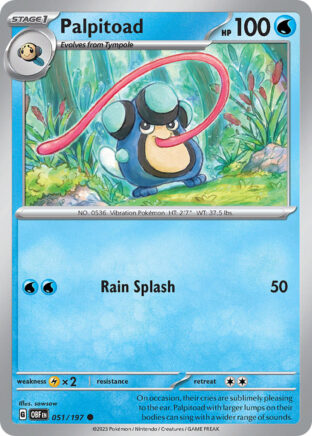 STAGE 1 Palpitoad HP 100
Evolves from Tympole
NO. 0536 Vibration Pokémon HT: 2'7" WT: 37.5 lbs.
Rain Splash 50
weakness ×2 resistance retreat
Illus. sowsow
G OBF EN 051/197
On occasion, their cries are displeasing
to the ear. Palpitoad with larger lumps on their
bodies can sing with a wider range of sounds.
©2023 Pokémon / Nintendo / Creatures / GAME FREAK